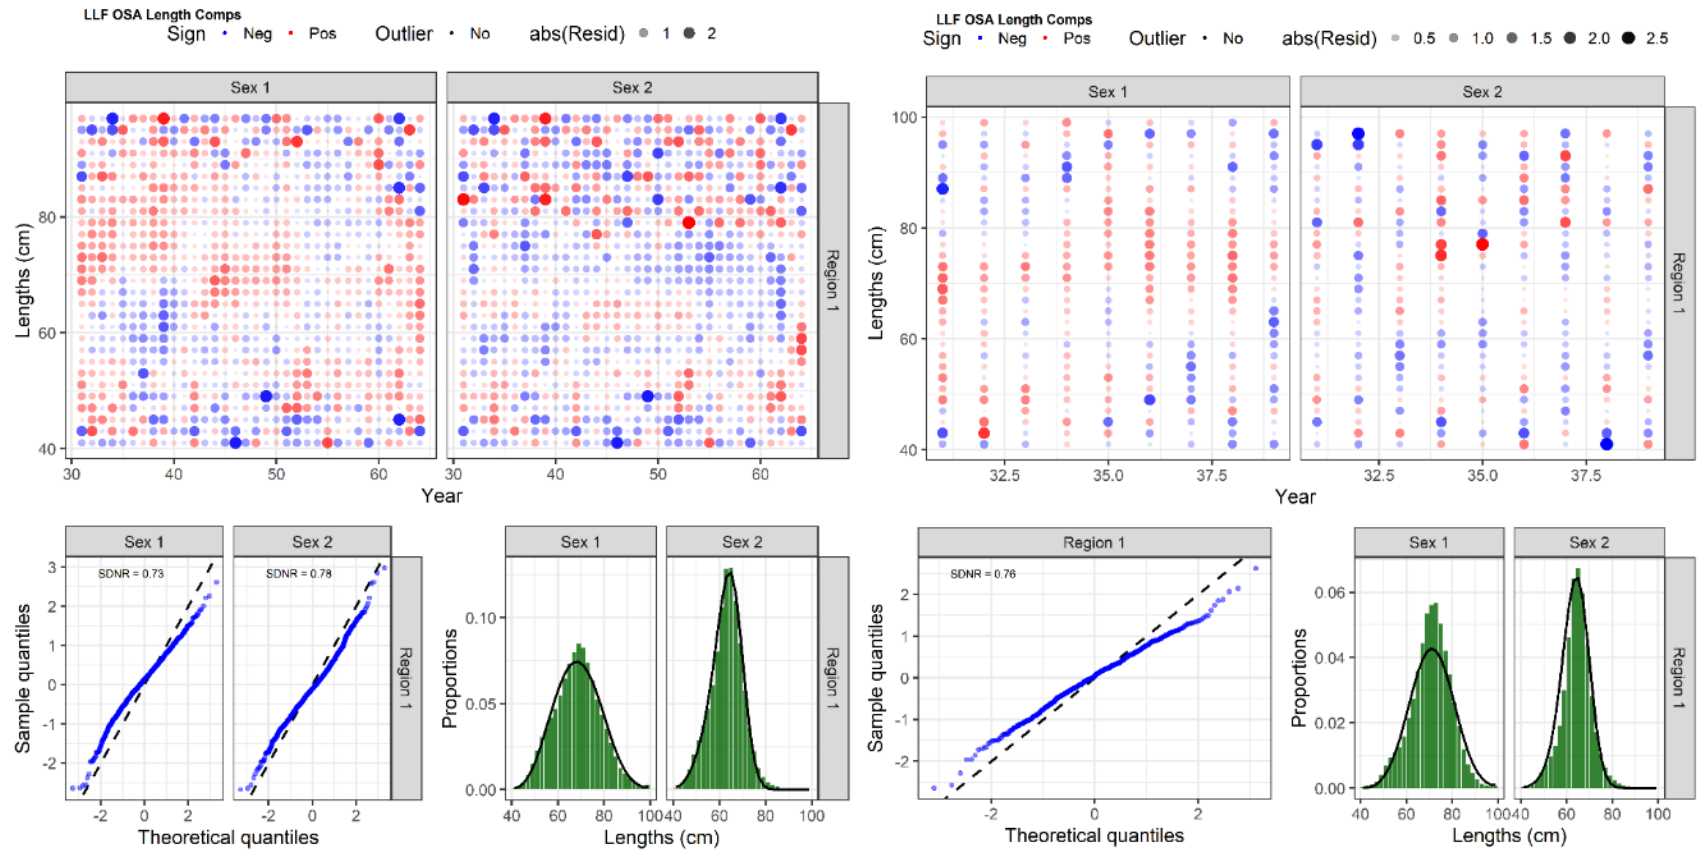 LLF OSA Length Comps
Sign Neg Pos Outlier No abs(Resid) 1 2
Sex 1 Sex 2
Lengths (cm)
80
60
40
30 40 50 60 30 40 50 60
Year
Region 1
LLF OSA Length Comps
Sign Neg Pos Outlier No abs(Resid) 0.5 1.0 1.5 2.0 2.5
Sex 1 Sex 2
Lengths (cm)
100
80
60
40
32.5 35.0 37.5 32.5 35.0 37.5
Year
Region 1
Sex 1 Sex 2
SDNR = 0.73 SDNR = 0.78
Sample quantiles
3
2
1
0
-1
-2
-2 0 2 -2 0 2
Theoretical quantiles
Region 1
Sex 1 Sex 2
Proportions
0.10
0.05
0.00
40 60 80 100 40 60 80 100
Lengths (cm)
Region 1
Region 1
SDNR = 0.76
Sample quantiles
2
1
0
-1
-2
-2 0 2
Theoretical quantiles
Sex 1 Sex 2
Proportions
0.06
0.04
0.02
0.00
40 60 80 10040 60 80 100
Lengths (cm)
Region 1